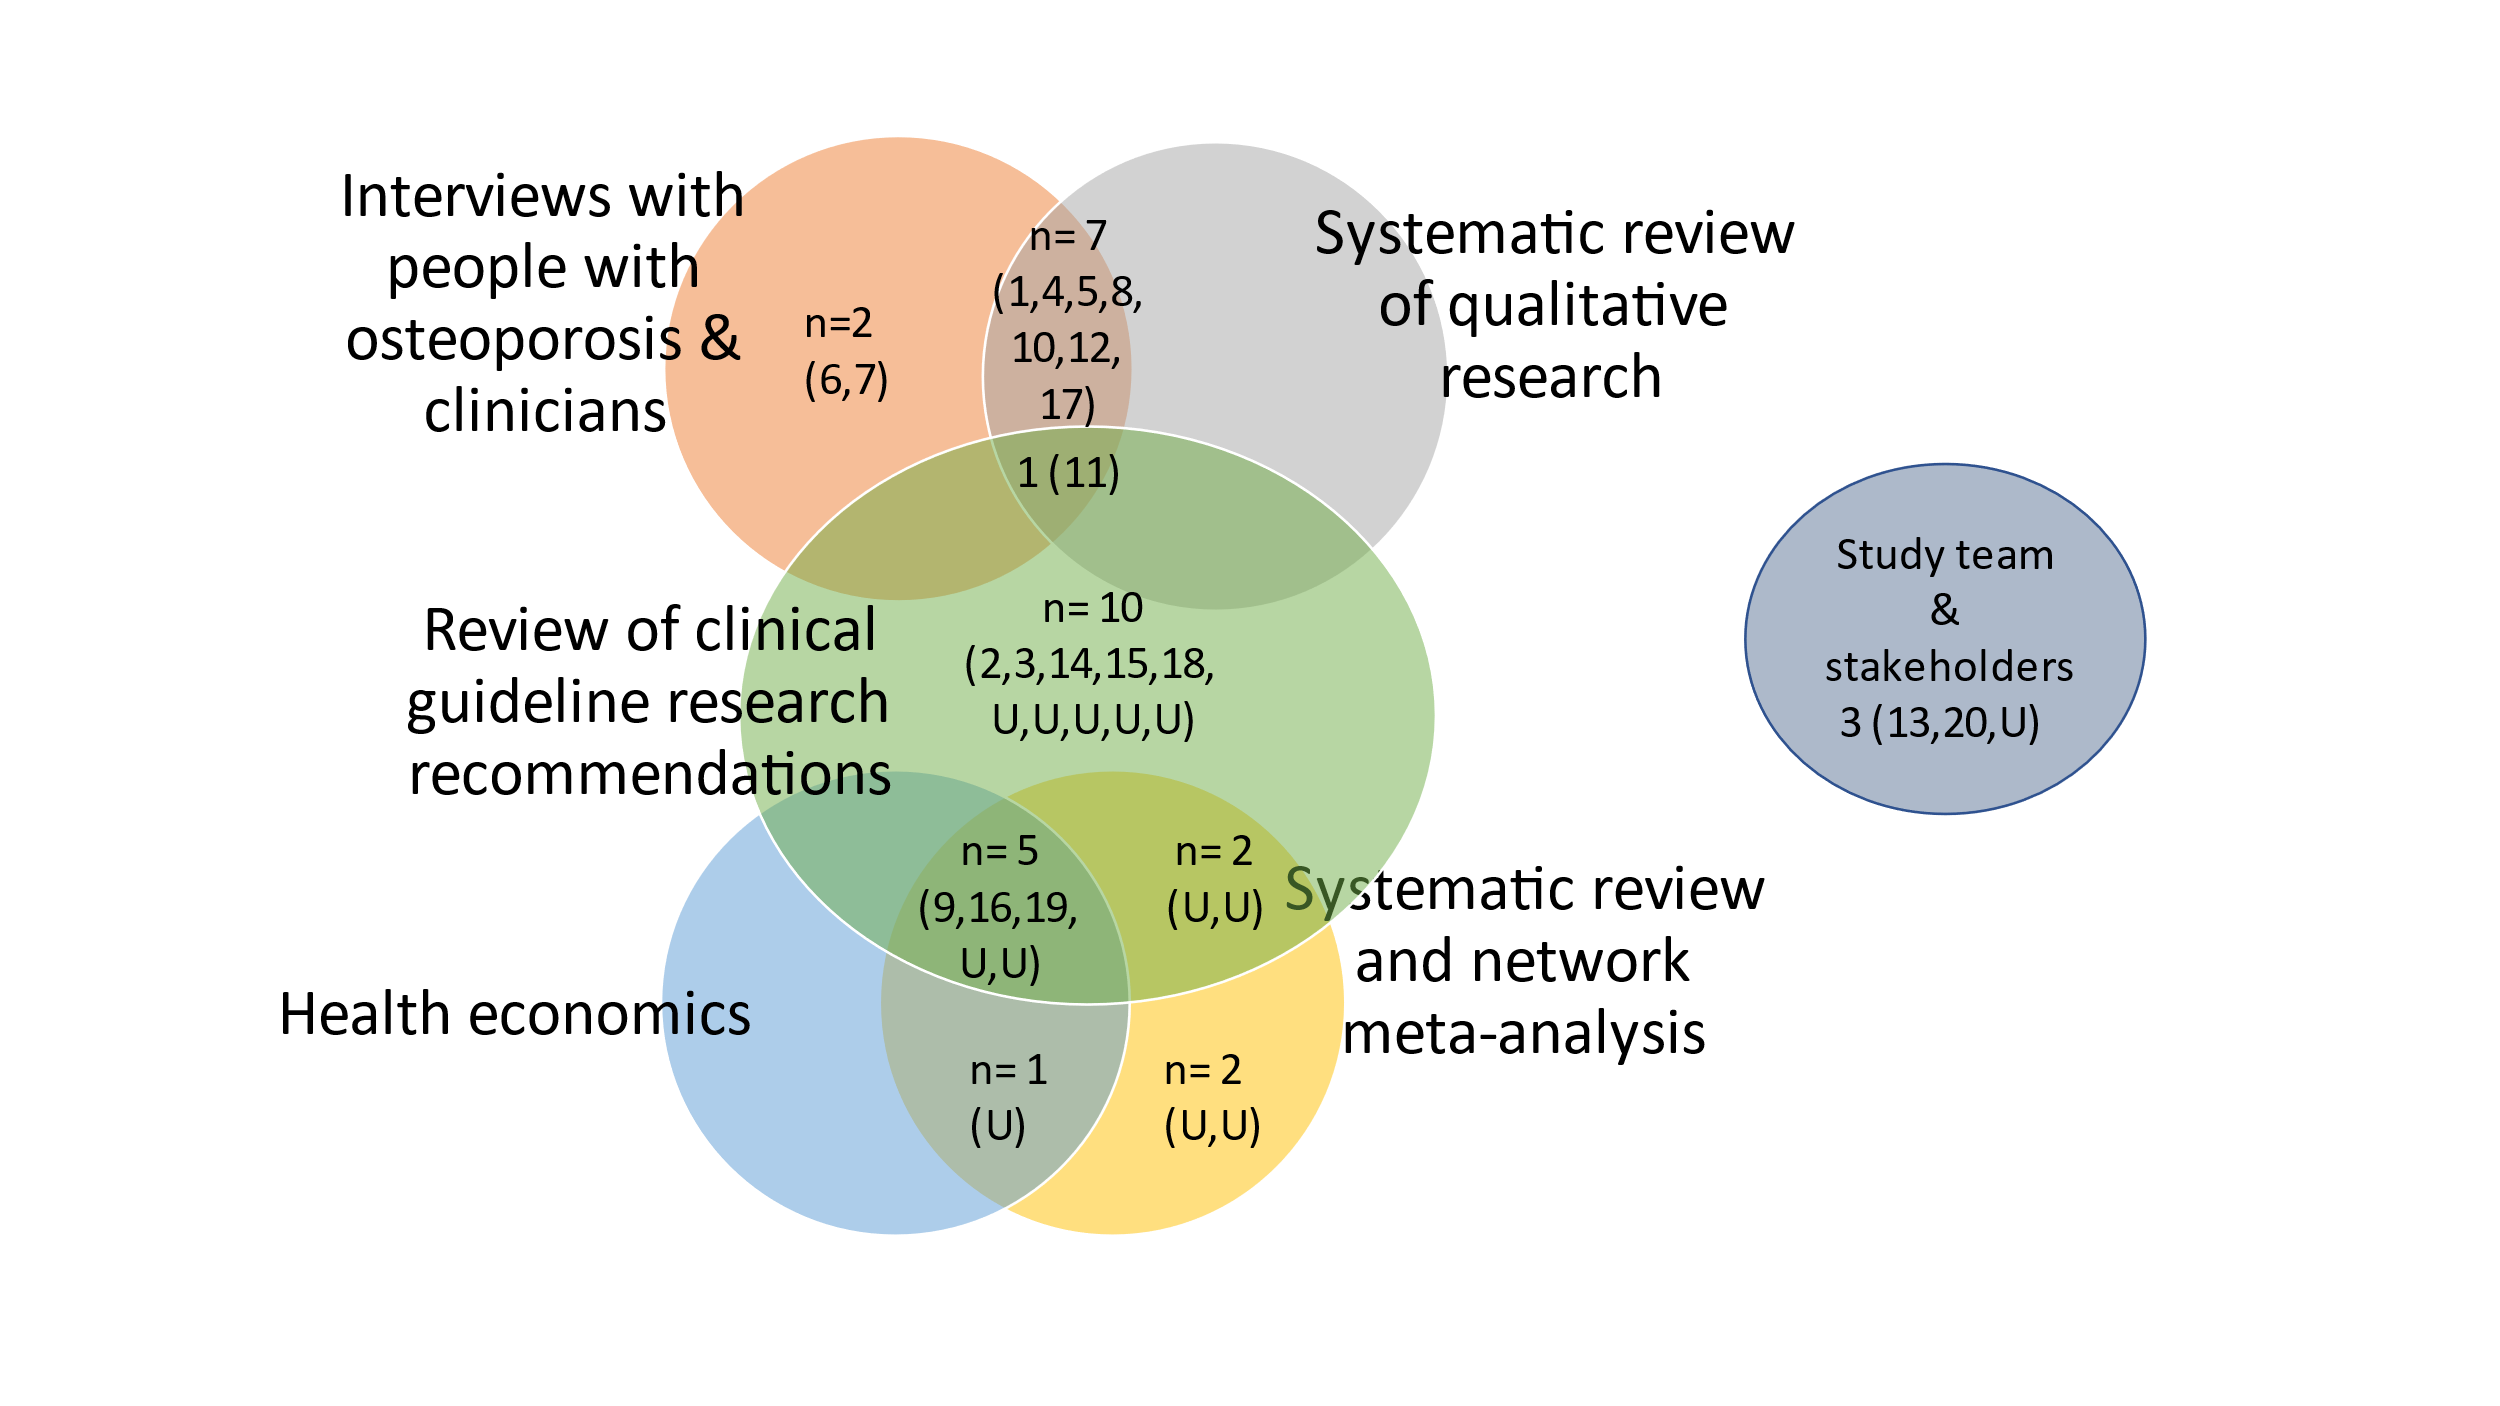 Interviews with
people with
osteoporosis &
clinicians
n=2
(6,7)
n= 7
(1,4,5,8,
10,12,
17)
Systematic review
of qualitative
research
1 (11)
Study team
&
stakeholders
3 (13,20,U)
Review of clinical
guideline research
recommendations
n= 10
(2,3,14,15,18,
U,U,U,U,U)
n= 5
(9,16,19,
U,U)
n= 2
(U,U)
Systematic review
and network
meta-analysis
Health economics
n= 1
(U)
n= 2
(U,U)